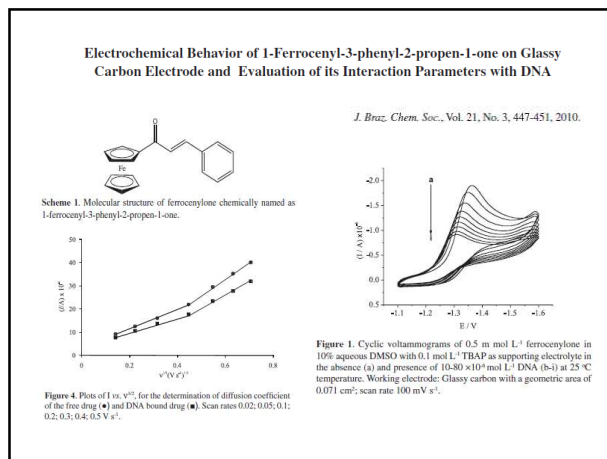 Electrochemical Behavior of 1-Ferrocenyl-3-phenyl-2-propen-1-one on Glassy
Carbon Electrode and Evaluation of its Interaction Parameters with DNA
J. Braz. Chem. Soc., Vol. 21, No. 3, 447-451, 2010.
O
Fe
Scheme 1. Molecular structure of ferrocenylone chemically named as
1-ferrocenyl-3-phenyl-2-propen-1-one.
50
40
30
20
10
0
0
0.2
0.4
0.6
0.8
Figure 4. Plots of I vs. ν¹ᐟ², for the determination of diffusion coefficient
of the free drug (●) and DNA bound drug (■). Scan rates 0.02; 0.05; 0.1;
0.2; 0.3; 0.4; 0.5 V s⁻¹.
a
-2.0
-1.5
-1.0
-0.5
0.0
0.5
-1.1
-1.2
-1.3
-1.4
-1.5
-1.6
E / V
Figure 1. Cyclic voltammograms of 0.5 m mol L⁻¹ ferrocenylone in
10% aqueous DMSO with 0.1 mol L⁻¹ TBAP as supporting electrolyte in
the absence (a) and presence of 10-80 ×10⁻⁶ mol L⁻¹ DNA (b-i) at 25 ºC
temperature. Working electrode: Glassy carbon with a geometric area of
0.071 cm²; scan rate 100 mV s⁻¹.